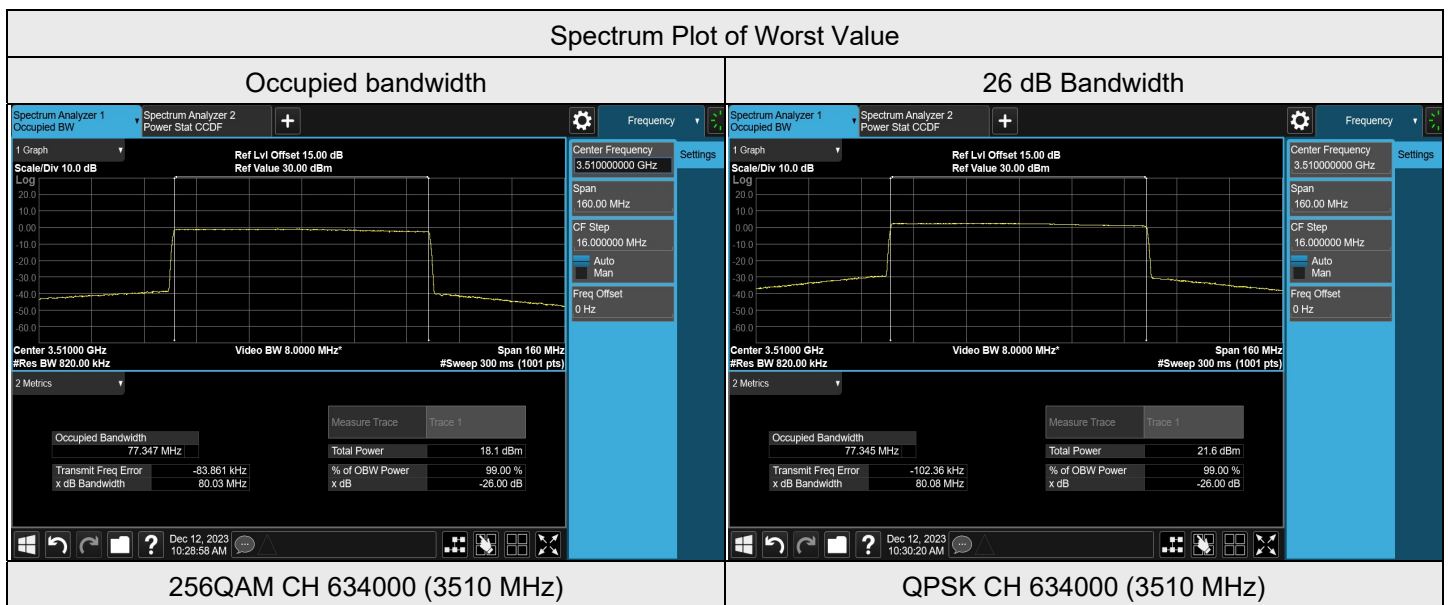 Spectrum Plot of Worst Value
Occupied bandwidth
26 dB Bandwidth
Spectrum Analyzer 1
Occupied BW
Spectrum Analyzer 2
Power Stat CCDF
Frequency
1 Graph
Scale/Div 10.0 dB
Ref Lvl Offset 15.00 dB
Ref Value 30.00 dBm
Log
20.0
10.0
0.00
-10.0
-20.0
-30.0
-40.0
-50.0
-60.0
Center 3.51000 GHz
#Res BW 820.00 kHz
Video BW 8.0000 MHz*
Span 160 MHz
#Sweep 300 ms (1001 pts)
Center Frequency
3.510000000 GHz
Settings
Span
160.00 MHz
CF Step
16.000000 MHz
Auto
Man
Freq Offset
0 Hz
2 Metrics
Measure Trace Trace 1
Occupied Bandwidth
77.347 MHz
Total Power 18.1 dBm
Transmit Freq Error -83.861 kHz
% of OBW Power 99.00 %
x dB Bandwidth 80.03 MHz
x dB -26.00 dB
?
Dec 12, 2023
10:28:58 AM
Spectrum Analyzer 1
Occupied BW
Spectrum Analyzer 2
Power Stat CCDF
Frequency
1 Graph
Scale/Div 10.0 dB
Ref Lvl Offset 15.00 dB
Ref Value 30.00 dBm
Log
20.0
10.0
0.00
-10.0
-20.0
-30.0
-40.0
-50.0
-60.0
Center 3.51000 GHz
#Res BW 820.00 kHz
Video BW 8.0000 MHz*
Span 160 MHz
#Sweep 300 ms (1001 pts)
Center Frequency
3.510000000 GHz
Settings
Span
160.00 MHz
CF Step
16.000000 MHz
Auto
Man
Freq Offset
0 Hz
2 Metrics
Measure Trace Trace 1
Occupied Bandwidth
77.345 MHz
Total Power 21.6 dBm
Transmit Freq Error -102.36 kHz
% of OBW Power 99.00 %
x dB Bandwidth 80.08 MHz
x dB -26.00 dB
?
Dec 12, 2023
10:30:20 AM
256QAM CH 634000 (3510 MHz)
QPSK CH 634000 (3510 MHz)